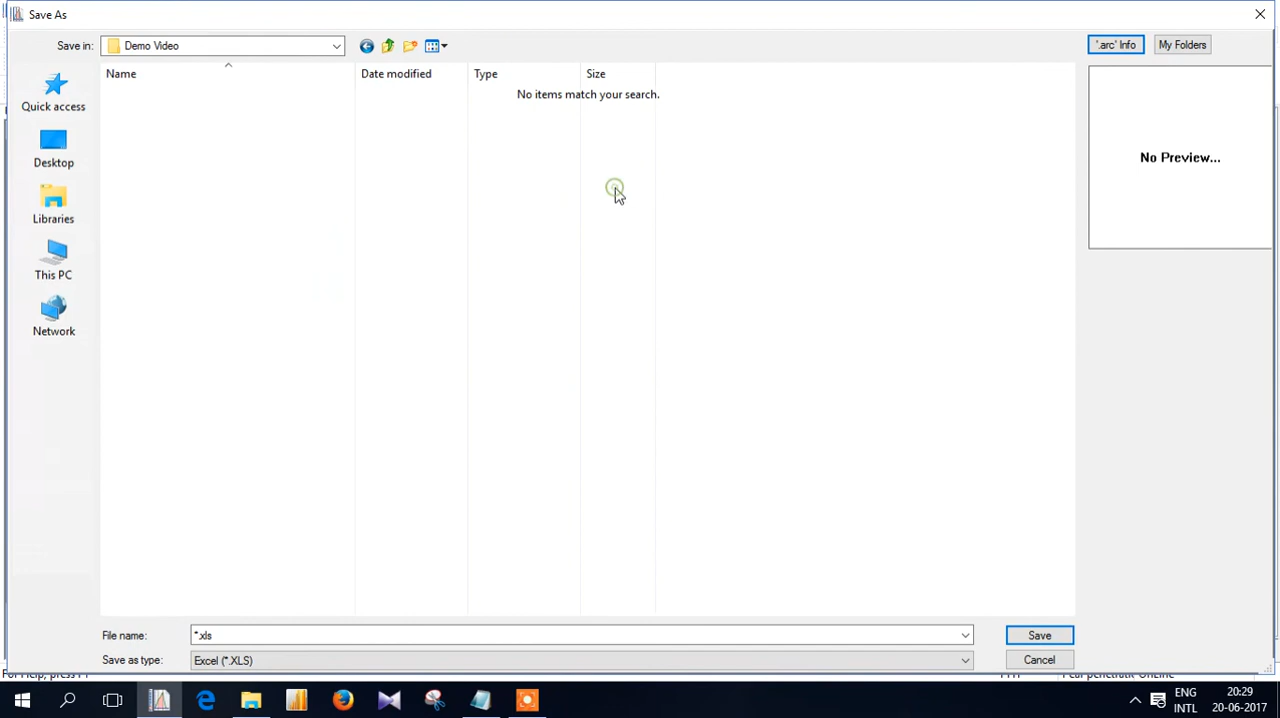 Save As
Save in:
Demo Video
'.arc' Info
My Folders
Name
Date modified
Type
Size
No items match your search.
No Preview...
Quick access
Desktop
Libraries
This PC
Network
File name:
*.xls
Save
Save as type:
Excel (*.XLS)
Cancel
ENG
INTL
20:29
20-06-2017